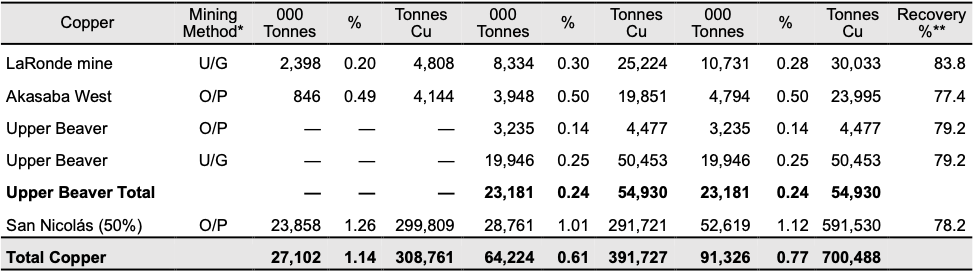 Copper Mining Method* 000 Tonnes % Tonnes Cu 000 Tonnes % Tonnes Cu 000 Tonnes % Tonnes Cu Recovery %**
LaRonde mine U/G 2,398 0.20 4,808 8,334 0.30 25,224 10,731 0.28 30,033 83.8
Akasaba West O/P 846 0.49 4,144 3,948 0.50 19,851 4,794 0.50 23,995 77.4
Upper Beaver O/P — — — 3,235 0.14 4,477 3,235 0.14 4,477 79.2
Upper Beaver U/G — — — 19,946 0.25 50,453 19,946 0.25 50,453 79.2
Upper Beaver Total — — — 23,181 0.24 54,930 23,181 0.24 54,930
San Nicolás (50%) O/P 23,858 1.26 299,809 28,761 1.01 291,721 52,619 1.12 591,530 78.2
Total Copper 27,102 1.14 308,761 64,224 0.61 391,727 91,326 0.77 700,488